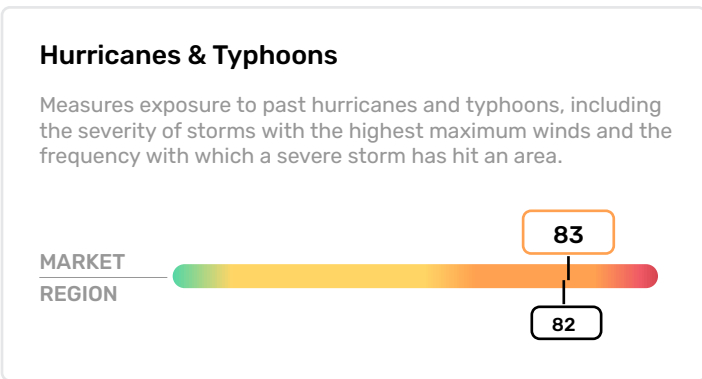 Hurricanes & Typhoons
Measures exposure to past hurricanes and typhoons, including
the severity of storms with the highest maximum winds and the
frequency with which a severe storm has hit an area.
83
MARKET
REGION
82